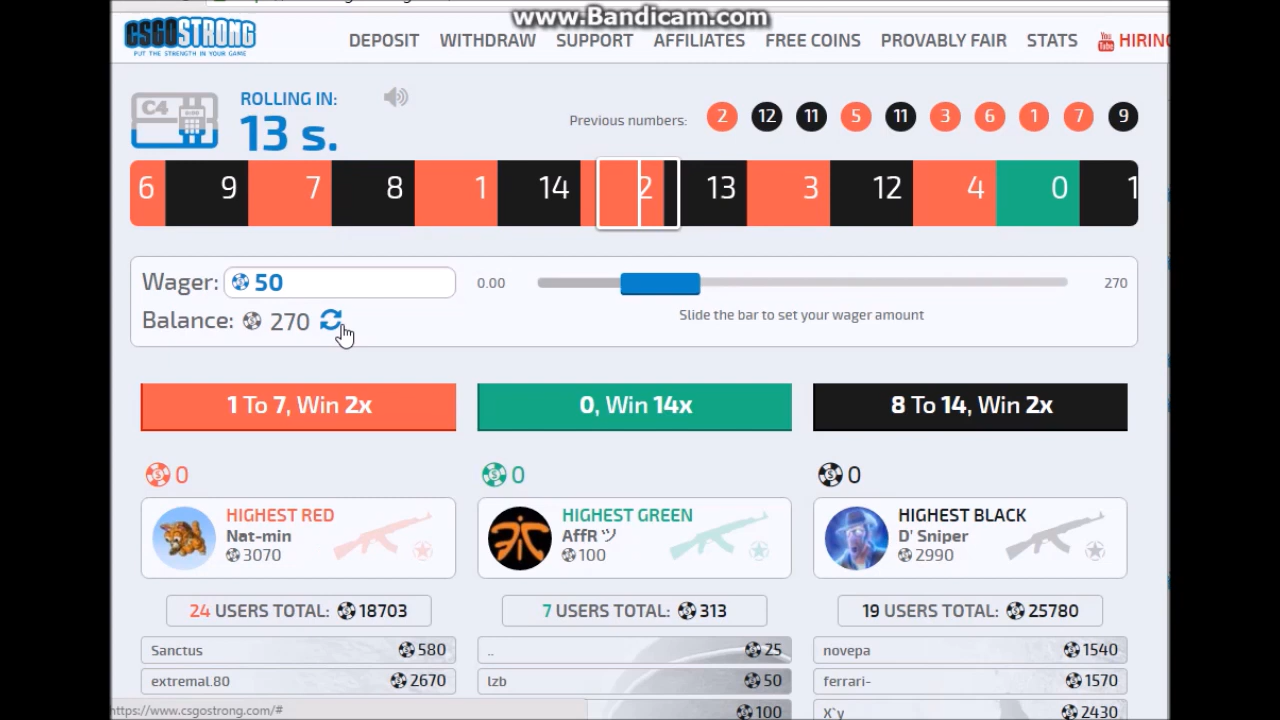 www.Bandicam.com
CSGOSTRONG
PUT THE STRENGTH IN YOUR GAME
DEPOSIT WITHDRAW SUPPORT AFFILIATES FREE COINS PROVABLY FAIR STATS You Tube HIRING
C4
ROLLING IN:
13 s.
Previous numbers: 2 12 11 5 11 3 6 1 7 9
6 9 7 8 1 14 2 13 3 12 4 0 1
Wager: 50 0.00 270
Balance: 270 Slide the bar to set your wager amount
1 To 7, Win 2x 0, Win 14x 8 To 14, Win 2x
0 0 0
HIGHEST RED
Nat-min
3070
HIGHEST GREEN
AffR ツ
100
HIGHEST BLACK
D' Sniper
2990
24 USERS TOTAL: 18703 7 USERS TOTAL: 313 19 USERS TOTAL: 25780
Sanctus 580 .. 25 novepa 1540
extremaL80 2670 lzb 50 ferrari- 1570
100 X`y 2430
https://www.csgostrong.com/#